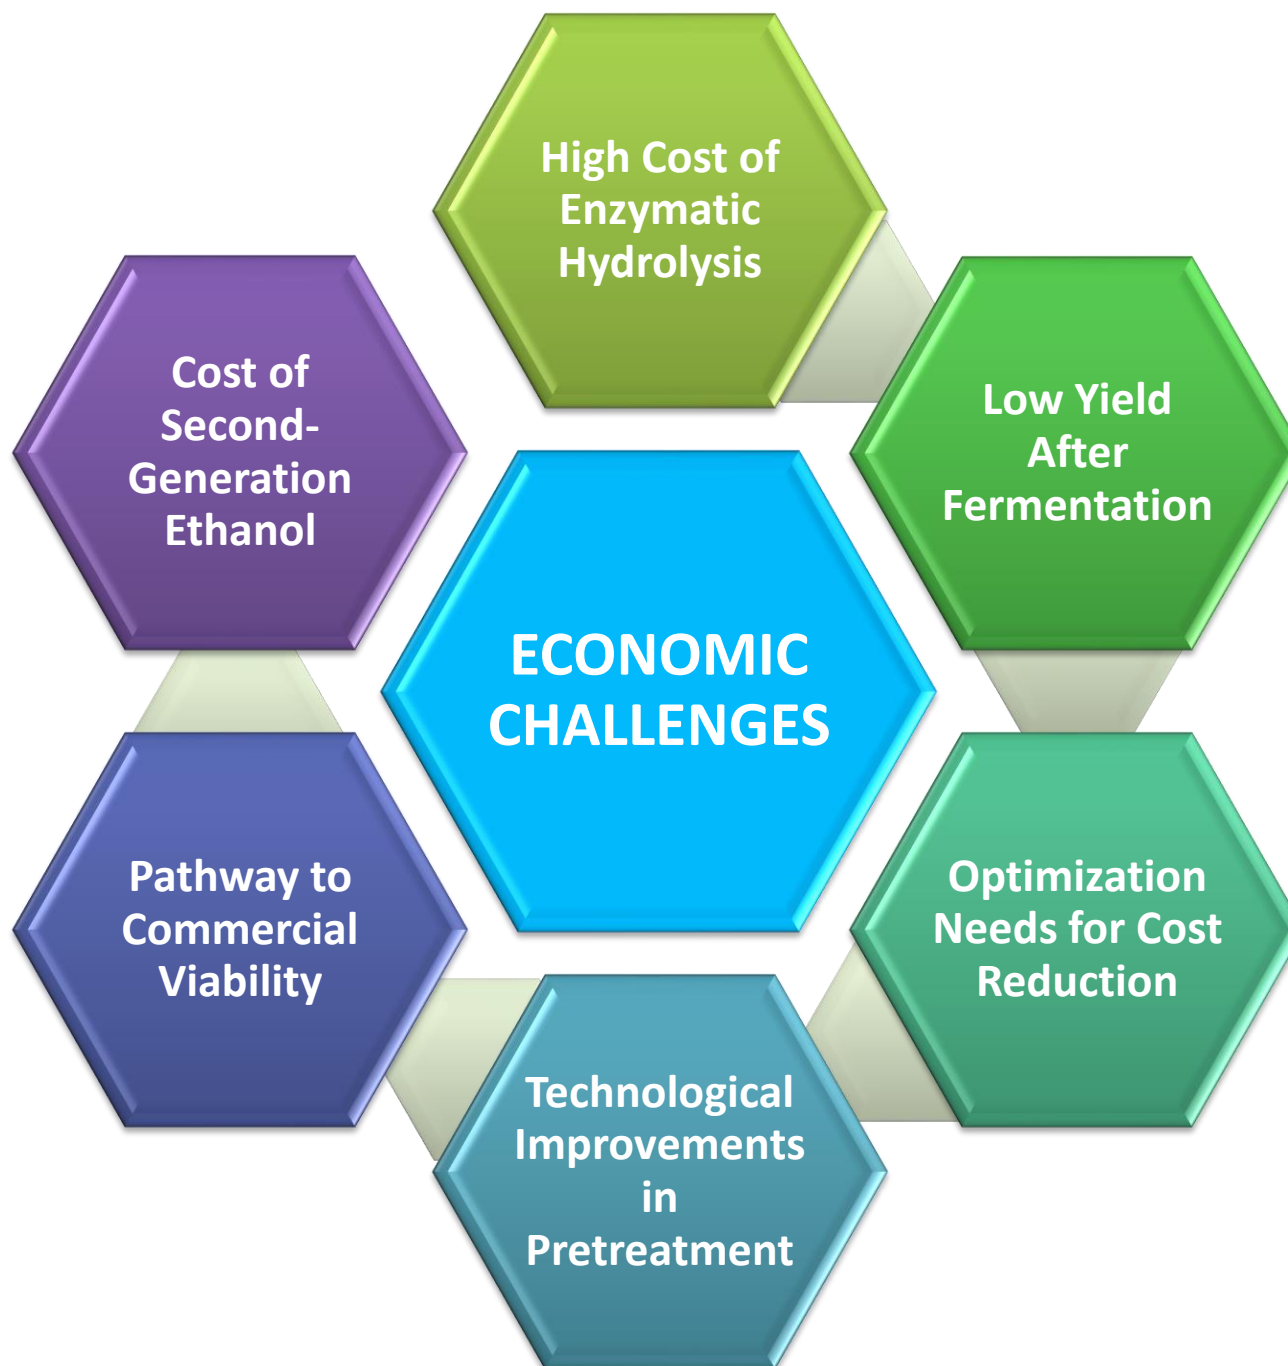 High Cost of
Enzymatic
Hydrolysis
Low Yield
After
Fermentation
Optimization
Needs for Cost
Reduction
Technological
Improvements
in
Pretreatment
Pathway to
Commercial
Viability
Cost of
Second-
Generation
Ethanol
ECONOMIC
CHALLENGES